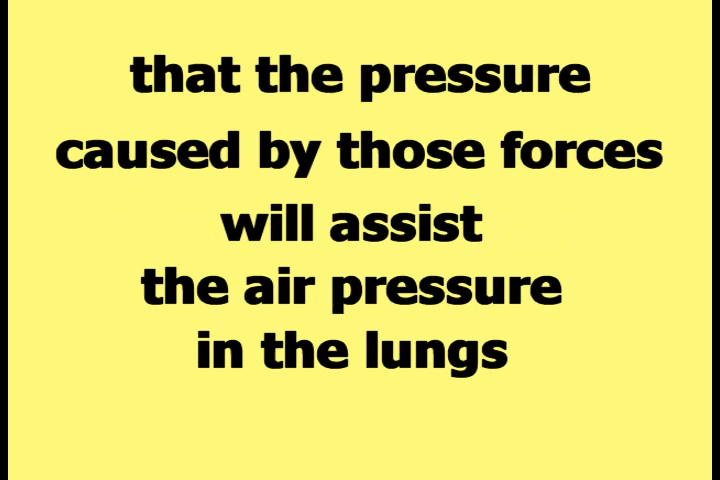 that the pressure
caused by those forces
will assist
the air pressure
in the lungs